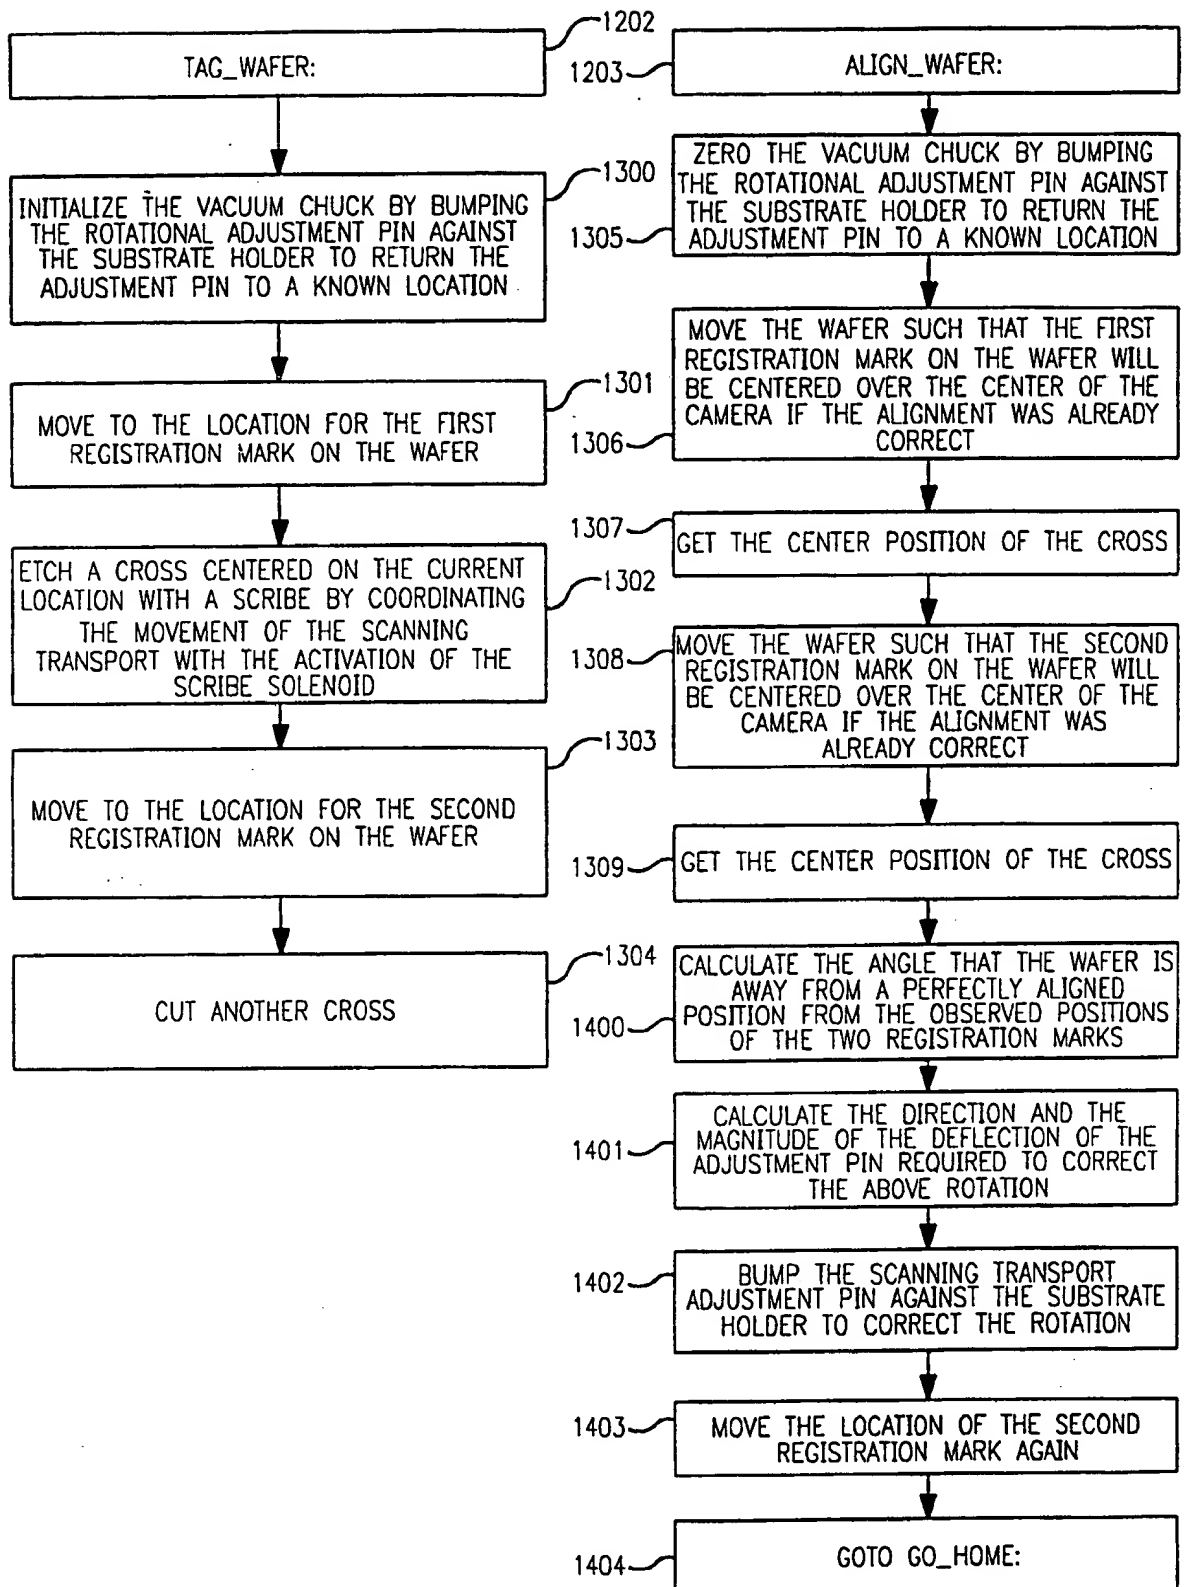 1202
TAG_WAFER:
1300
INITIALIZE THE VACUUM CHUCK BY BUMPING
THE ROTATIONAL ADJUSTMENT PIN AGAINST
THE SUBSTRATE HOLDER TO RETURN THE
ADJUSTMENT PIN TO A KNOWN LOCATION
1301
MOVE TO THE LOCATION FOR THE FIRST
REGISTRATION MARK ON THE WAFER
1302
ETCH A CROSS CENTERED ON THE CURRENT
LOCATION WITH A SCRIBE BY COORDINATING
THE MOVEMENT OF THE SCANNING
TRANSPORT WITH THE ACTIVATION OF THE
SCRIBE SOLENOID
1303
MOVE TO THE LOCATION FOR THE SECOND
REGISTRATION MARK ON THE WAFER
1304
CUT ANOTHER CROSS
1203
ALIGN_WAFER:
1305
ZERO THE VACUUM CHUCK BY BUMPING
THE ROTATIONAL ADJUSTMENT PIN AGAINST
THE SUBSTRATE HOLDER TO RETURN THE
ADJUSTMENT PIN TO A KNOWN LOCATION
1306
MOVE THE WAFER SUCH THAT THE FIRST
REGISTRATION MARK ON THE WAFER WILL
BE CENTERED OVER THE CENTER OF THE
CAMERA IF THE ALIGNMENT WAS ALREADY
CORRECT
1307
GET THE CENTER POSITION OF THE CROSS
1308
MOVE THE WAFER SUCH THAT THE SECOND
REGISTRATION MARK ON THE WAFER WILL
BE CENTERED OVER THE CENTER OF THE
CAMERA IF THE ALIGNMENT WAS
ALREADY CORRECT
1309
GET THE CENTER POSITION OF THE CROSS
1400
CALCULATE THE ANGLE THAT THE WAFER IS
AWAY FROM A PERFECTLY ALIGNED
POSITION FROM THE OBSERVED POSITIONS
OF THE TWO REGISTRATION MARKS
1401
CALCULATE THE DIRECTION AND THE
MAGNITUDE OF THE DEFLECTION OF THE
ADJUSTMENT PIN REQUIRED TO CORRECT
THE ABOVE ROTATION
1402
BUMP THE SCANNING TRANSPORT
ADJUSTMENT PIN AGAINST THE SUBSTRATE
HOLDER TO CORRECT THE ROTATION
1403
MOVE THE LOCATION OF THE SECOND
REGISTRATION MARK AGAIN
1404
GOTO GO_HOME: